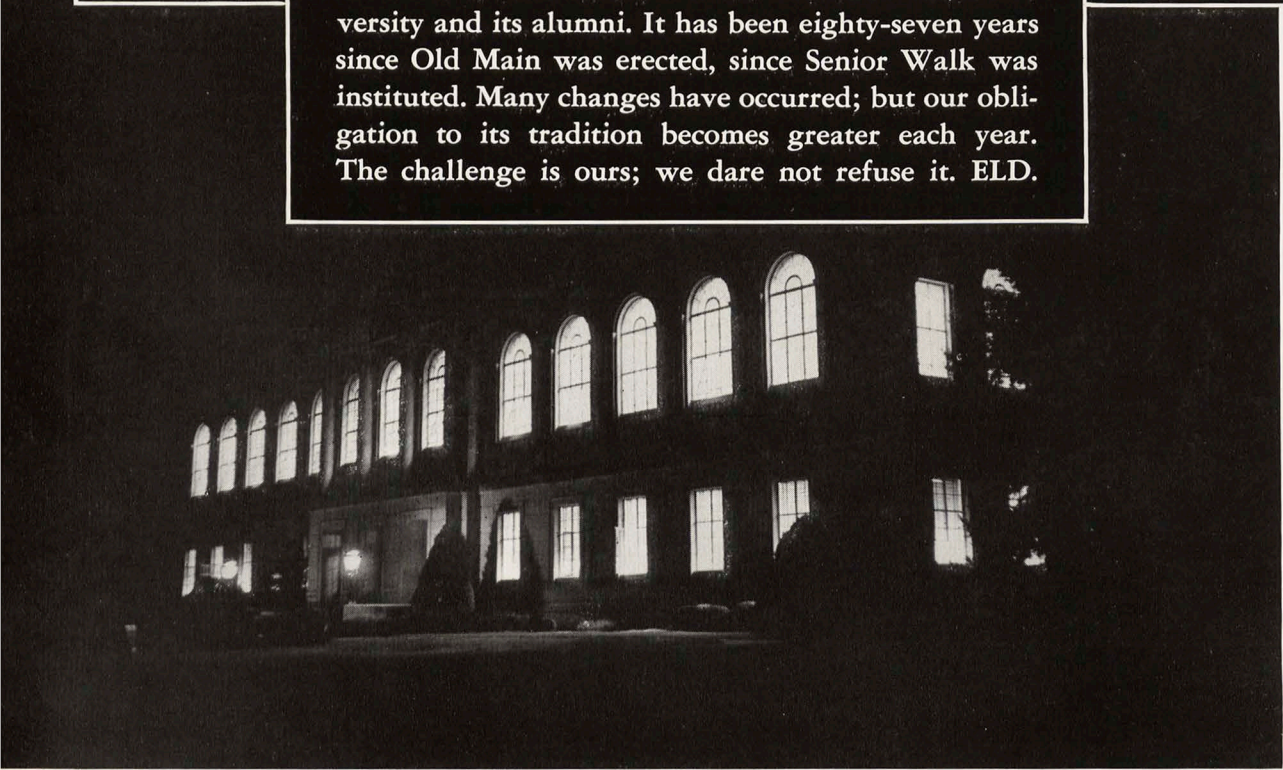 versity and its alumni. It has been eighty-seven years
since Old Main was erected, since Senior Walk was
instituted. Many changes have occurred; but our obli-
gation to its tradition becomes greater each year.
The challenge is ours; we dare not refuse it. ELD.